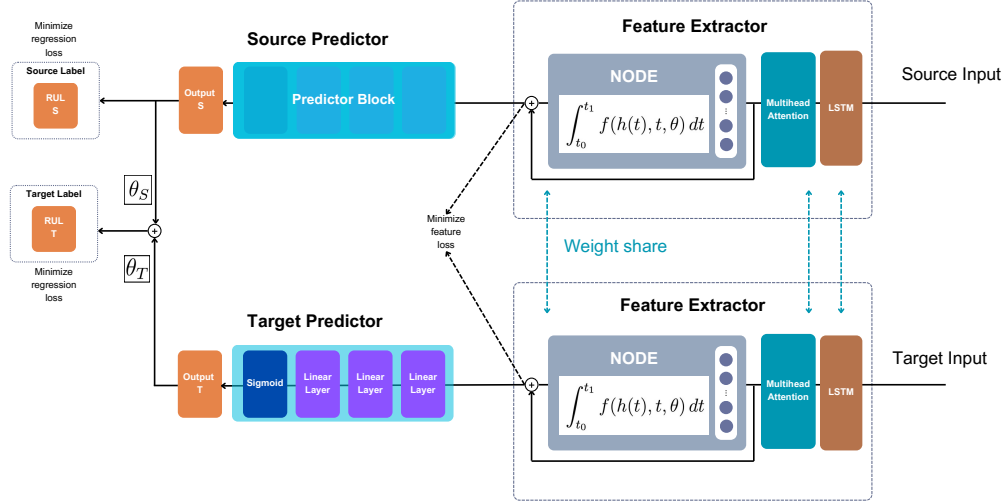 Minimize
regression
loss
Source Label
RUL
S
Source Predictor
Output
S
Predictor Block
Feature Extractor
NODE
∫_{t_0}^{t_1} f(h(t), t, θ) dt
⋮
Multihead
Attention
LSTM
Source Input
θ_S
Target Label
RUL
T
Minimize
regression
loss
θ_T
Minimize
feature
loss
Weight share
Target Predictor
Output
T
Sigmoid
Linear
Layer
Linear
Layer
Linear
Layer
Feature Extractor
NODE
∫_{t_0}^{t_1} f(h(t), t, θ) dt
⋮
Multihead
Attention
LSTM
Target Input